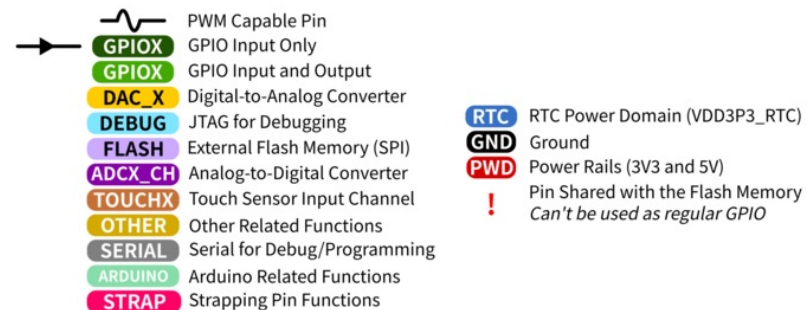 PWM Capable Pin
GPIOX GPIO Input Only
GPIOX GPIO Input and Output
DAC_X Digital-to-Analog Converter
DEBUG JTAG for Debugging
FLASH External Flash Memory (SPI)
ADCX_CH Analog-to-Digital Converter
TOUCHX Touch Sensor Input Channel
OTHER Other Related Functions
SERIAL Serial for Debug/Programming
ARDUINO Arduino Related Functions
STRAP Strapping Pin Functions
RTC RTC Power Domain (VDD3P3_RTC)
GND Ground
PWD Power Rails (3V3 and 5V)
! Pin Shared with the Flash Memory
Can't be used as regular GPIO